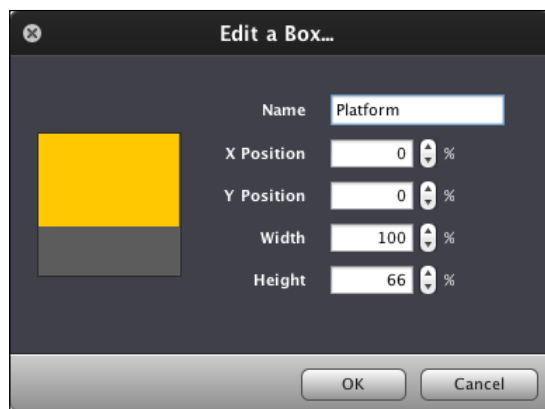 Edit a Box...
Name Platform
X Position 0 %
Y Position 0 %
Width 100 %
Height 66 %
OK Cancel